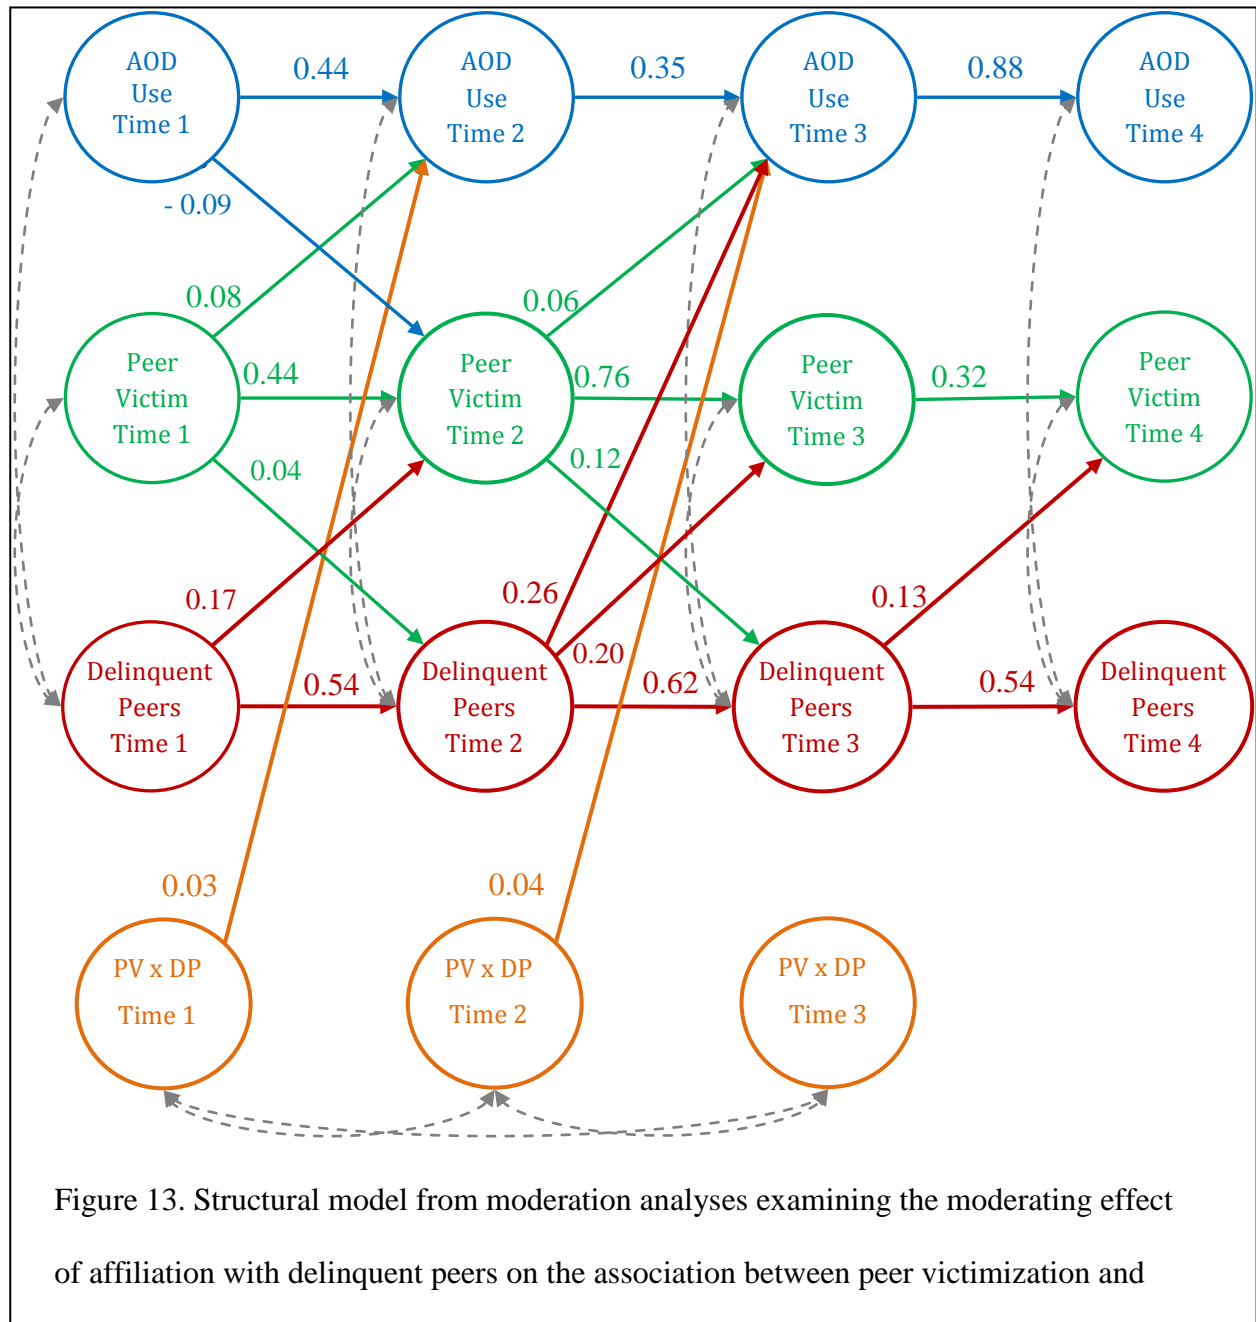 AOD
Use
Time 1
0.44
AOD
Use
Time 2
0.35
AOD
Use
Time 3
0.88
AOD
Use
Time 4
- 0.09
0.08
0.06
Peer
Victim
Time 1
0.44
Peer
Victim
Time 2
0.76
Peer
Victim
Time 3
0.32
Peer
Victim
Time 4
0.04
0.12
0.17
0.26
0.20
0.13
Delinquent
Peers
Time 1
0.54
Delinquent
Peers
Time 2
0.62
Delinquent
Peers
Time 3
0.54
Delinquent
Peers
Time 4
0.03
0.04
PV x DP
Time 1
PV x DP
Time 2
PV x DP
Time 3
Figure 13. Structural model from moderation analyses examining the moderating effect
of affiliation with delinquent peers on the association between peer victimization and